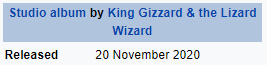 Studio album by King Gizzard & the Lizard
Wizard
Released 20 November 2020